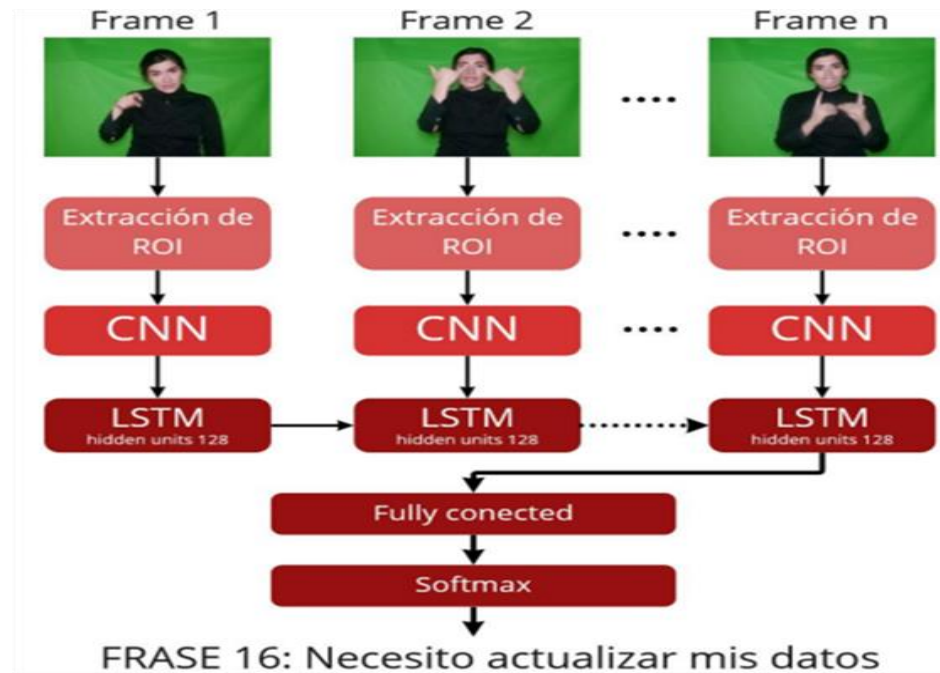 Frame 1 Frame 2 Frame n
Extracción de ROI Extracción de ROI Extracción de ROI
CNN CNN CNN
LSTM LSTM LSTM
hidden units 128 hidden units 128 hidden units 128
Fully conected
Softmax
FRASE 16: Necesito actualizar mis datos